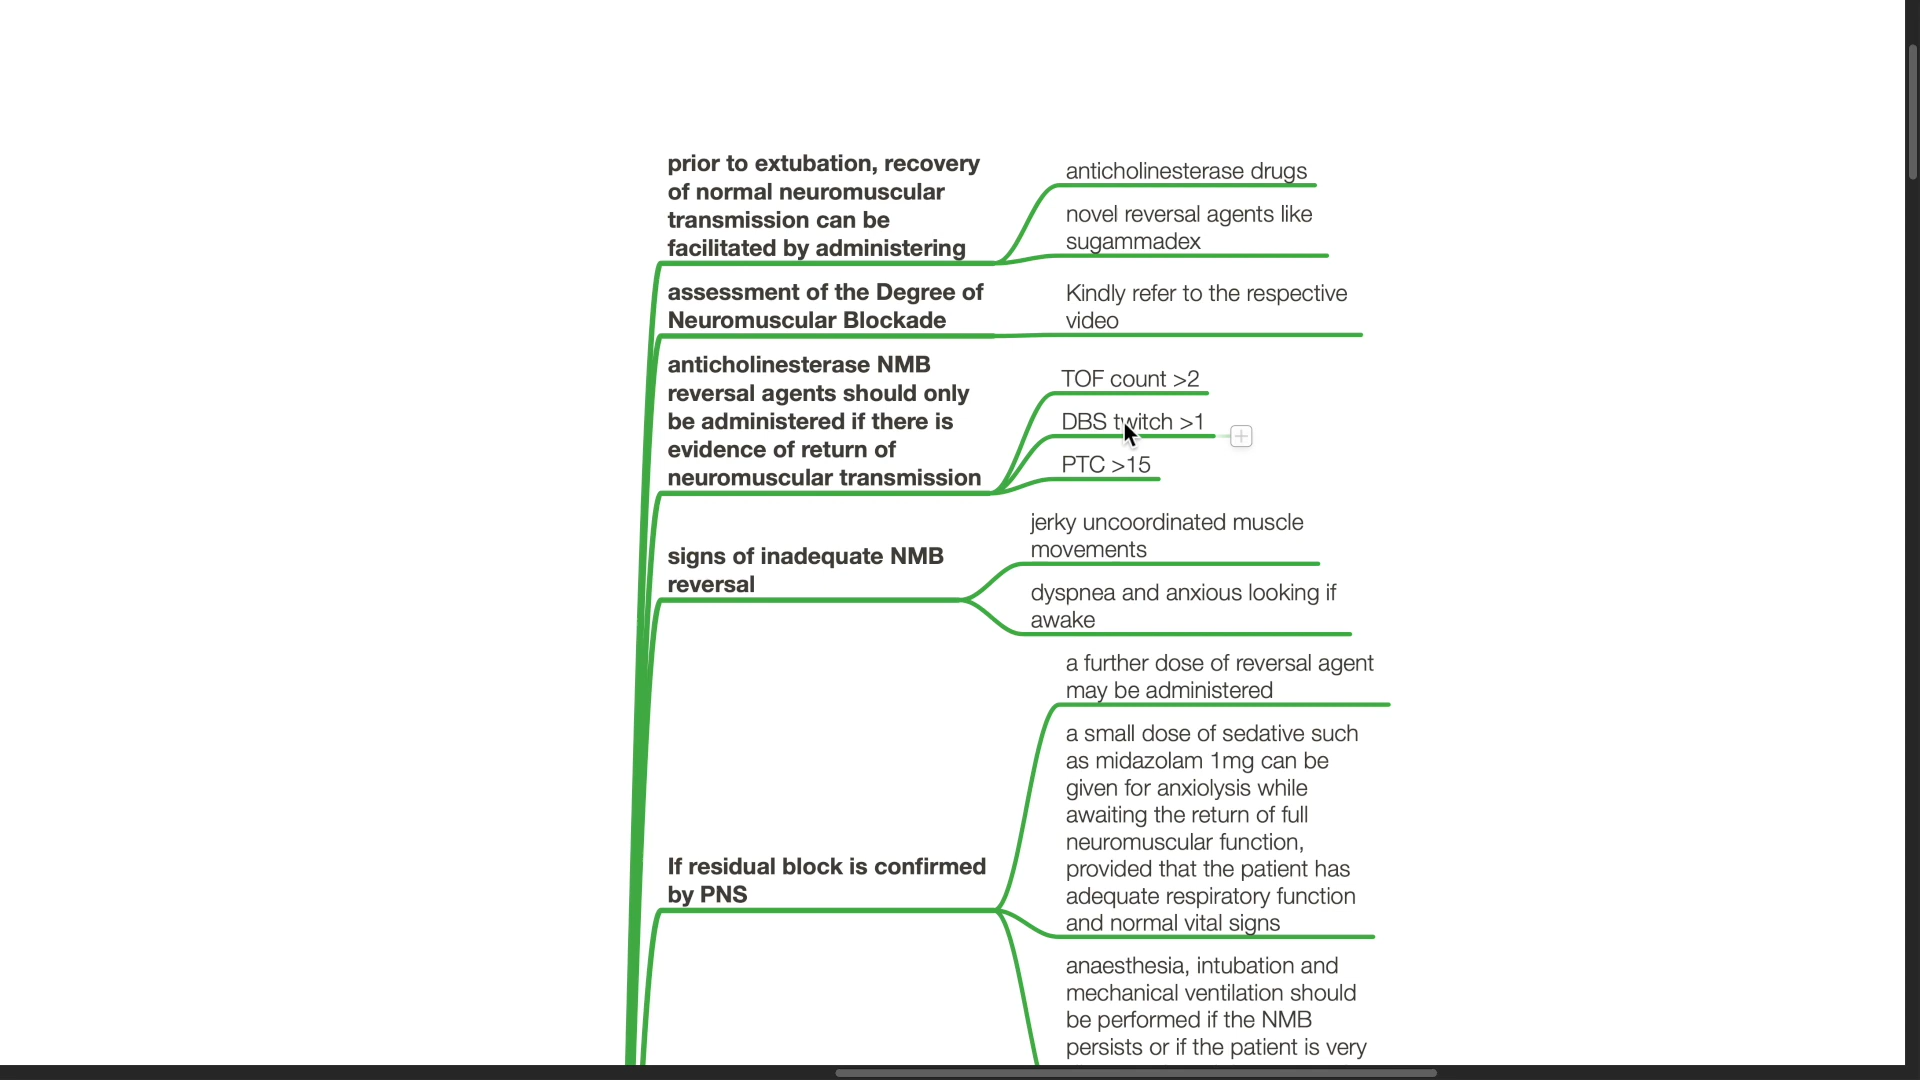 prior to extubation, recovery
of normal neuromuscular
transmission can be
facilitated by administering
anticholinesterase drugs
novel reversal agents like
sugammadex
assessment of the Degree of
Neuromuscular Blockade
Kindly refer to the respective
video
anticholinesterase NMB
reversal agents should only
be administered if there is
evidence of return of
neuromuscular transmission
TOF count >2
DBS twitch >1
PTC >15
signs of inadequate NMB
reversal
jerky uncoordinated muscle
movements
dyspnea and anxious looking if
awake
If residual block is confirmed
by PNS
a further dose of reversal agent
may be administered
a small dose of sedative such
as midazolam 1mg can be
given for anxiolysis while
awaiting the return of full
neuromuscular function,
provided that the patient has
adequate respiratory function
and normal vital signs
anaesthesia, intubation and
mechanical ventilation should
be performed if the NMB
persists or if the patient is very